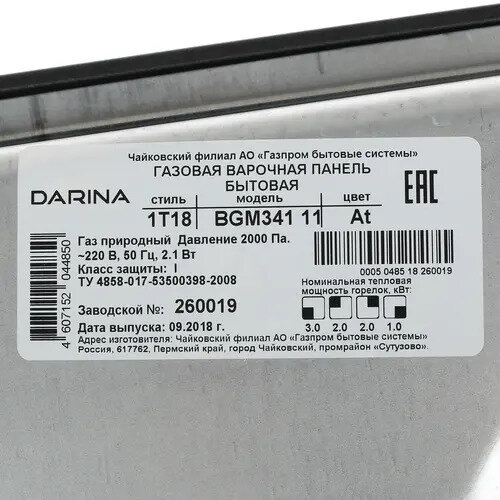 Чайковский филиал АО «Газпром бытовые системы»
ГАЗОВАЯ ВАРОЧНАЯ ПАНЕЛЬ
БЫТОВАЯ
DARINA
EAC
стиль модель цвет
1T18 BGM341 11 At
Газ природный Давление 2000 Па.
~220 В, 50 Гц, 2.1 Вт
Класс защиты: I
ТУ 4858-017-53500398-2008
0005 0485 18 260019
Заводской №: 260019
Номинальная тепловая
мощность горелок, кВт:
3.0 2.0 2.0 1.0
Дата выпуска: 09.2018 г.
Адрес изготовителя: Чайковский филиал АО «Газпром бытовые системы»
Россия, 617762, Пермский край, город Чайковский, промрайон «Сутузово».
4 607152 044850